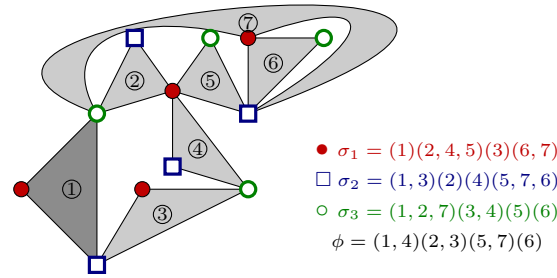 ⑦
② ⑤ ⑥
④
① ③
σ₁ = (1)(2, 4, 5)(3)(6, 7)
σ₂ = (1, 3)(2)(4)(5, 7, 6)
σ₃ = (1, 2, 7)(3, 4)(5)(6)
ϕ = (1, 4)(2, 3)(5, 7)(6)